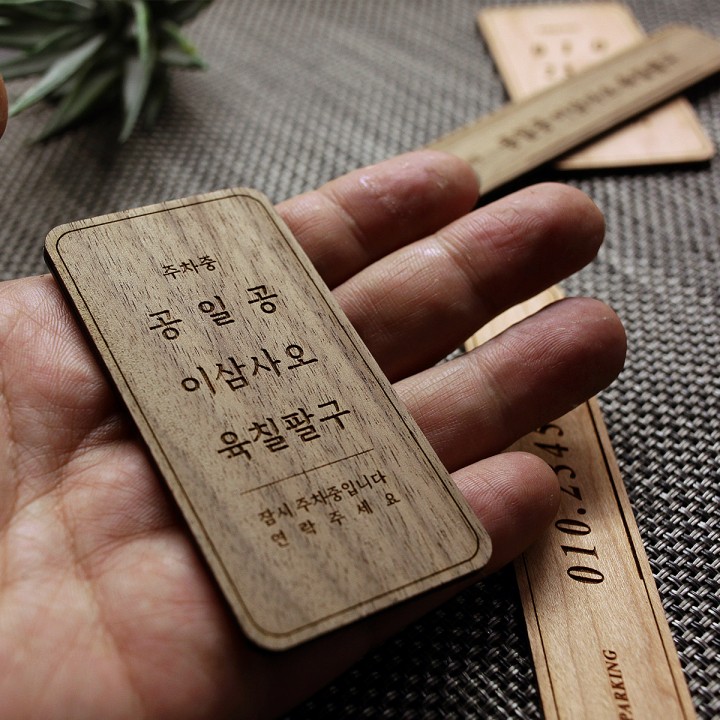 주차중
공 일 공
이삼사오
육칠팔구
잠시 주차중입니다
연 락 주 세 요
010.2345
PARKING